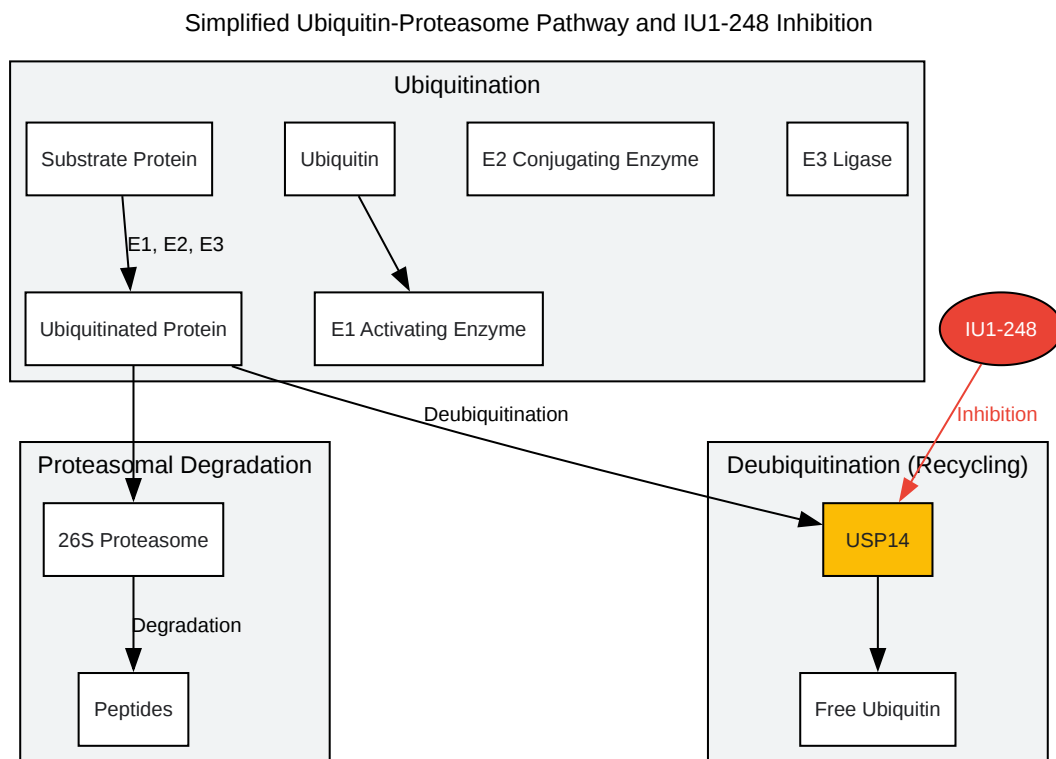 Simplified Ubiquitin-Proteasome Pathway and IU1-248 Inhibition
Ubiquitination
Substrate Protein
Ubiquitin
E2 Conjugating Enzyme
E3 Ligase
E1, E2, E3
Ubiquitinated Protein
E1 Activating Enzyme
IU1-248
Deubiquitination
Inhibition
Proteasomal Degradation
Deubiquitination (Recycling)
26S Proteasome
USP14
Degradation
Peptides
Free Ubiquitin